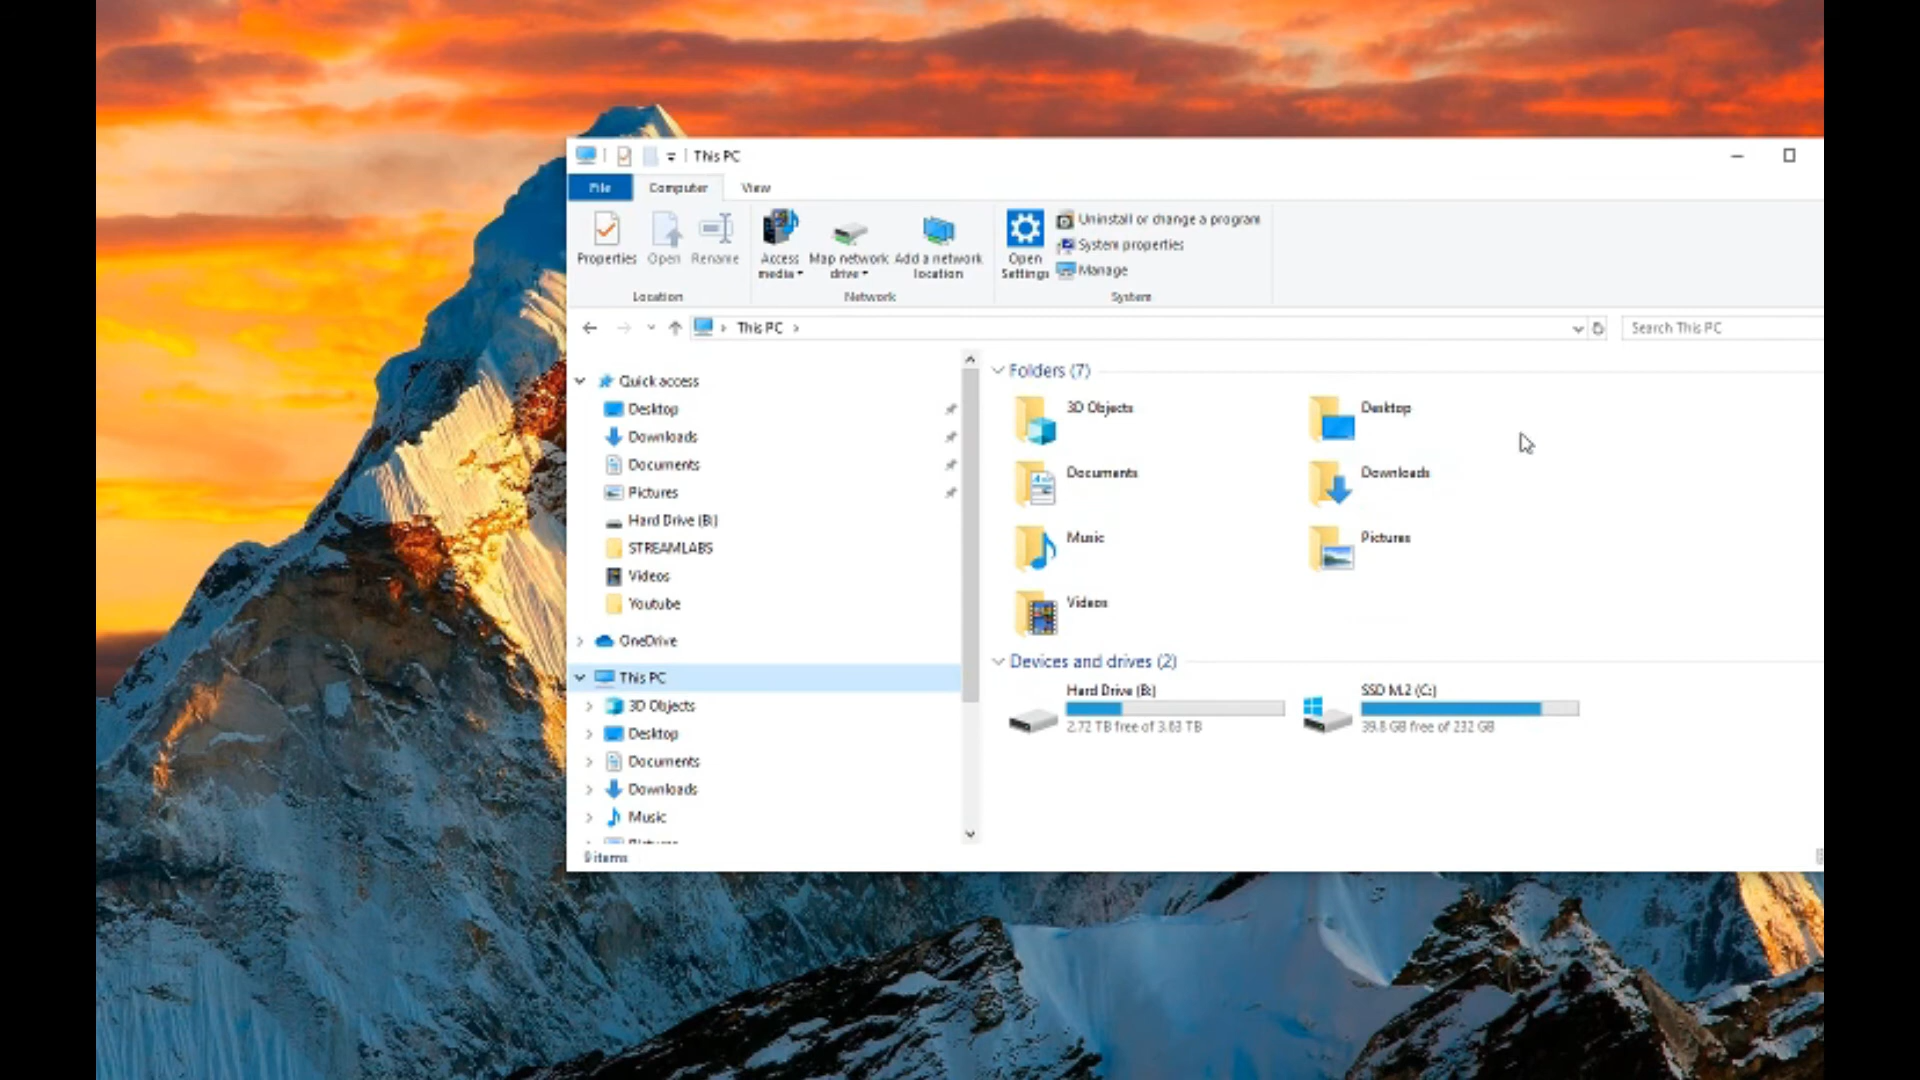 This PC
File
Computer
View
Properties
Open
Rename
Access media
Map network drive
Add a network location
Open Settings
Uninstall or change a program
System properties
Manage
Location
Network
System
This PC
Search This PC
Quick access
Desktop
Downloads
Documents
Pictures
Hard Drive (B:)
STREAMLABS
Videos
Youtube
OneDrive
This PC
3D Objects
Desktop
Documents
Downloads
Music
Folders (7)
3D Objects
Desktop
Documents
Downloads
Music
Pictures
Videos
Devices and drives (2)
Hard Drive (B:)
2.72 TB free of 3.63 TB
SSD M.2 (C:)
39.8 GB free of 232 GB
9 items